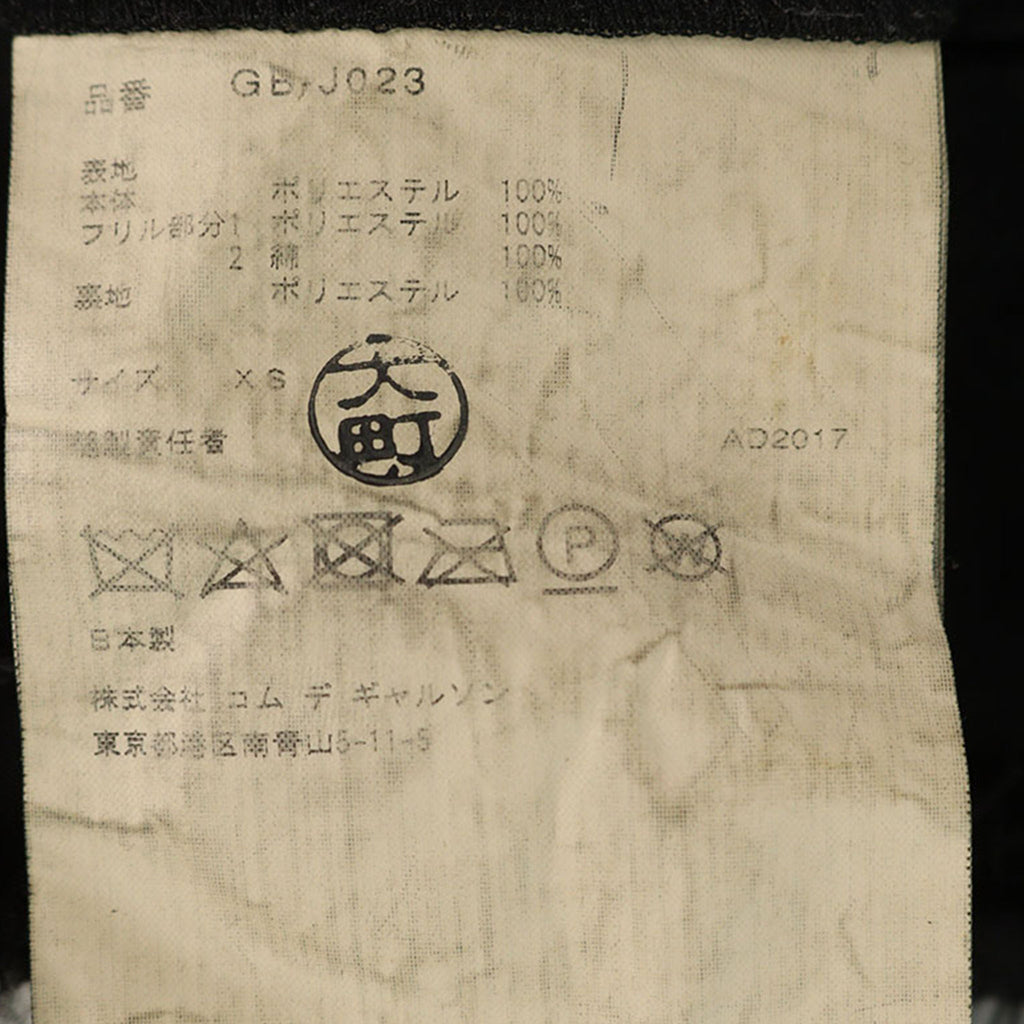 品番 GB-J023
表地
本体 ポリエステル 100%
フリル部分1 ポリエステル 100%
2 綿 100%
裏地 ポリエステル 100%
サイズ XS
大町
縫製責任者
AD2017
P
W
日本製
株式会社 コム デ ギャルソン
東京都港区南青山5-11-5